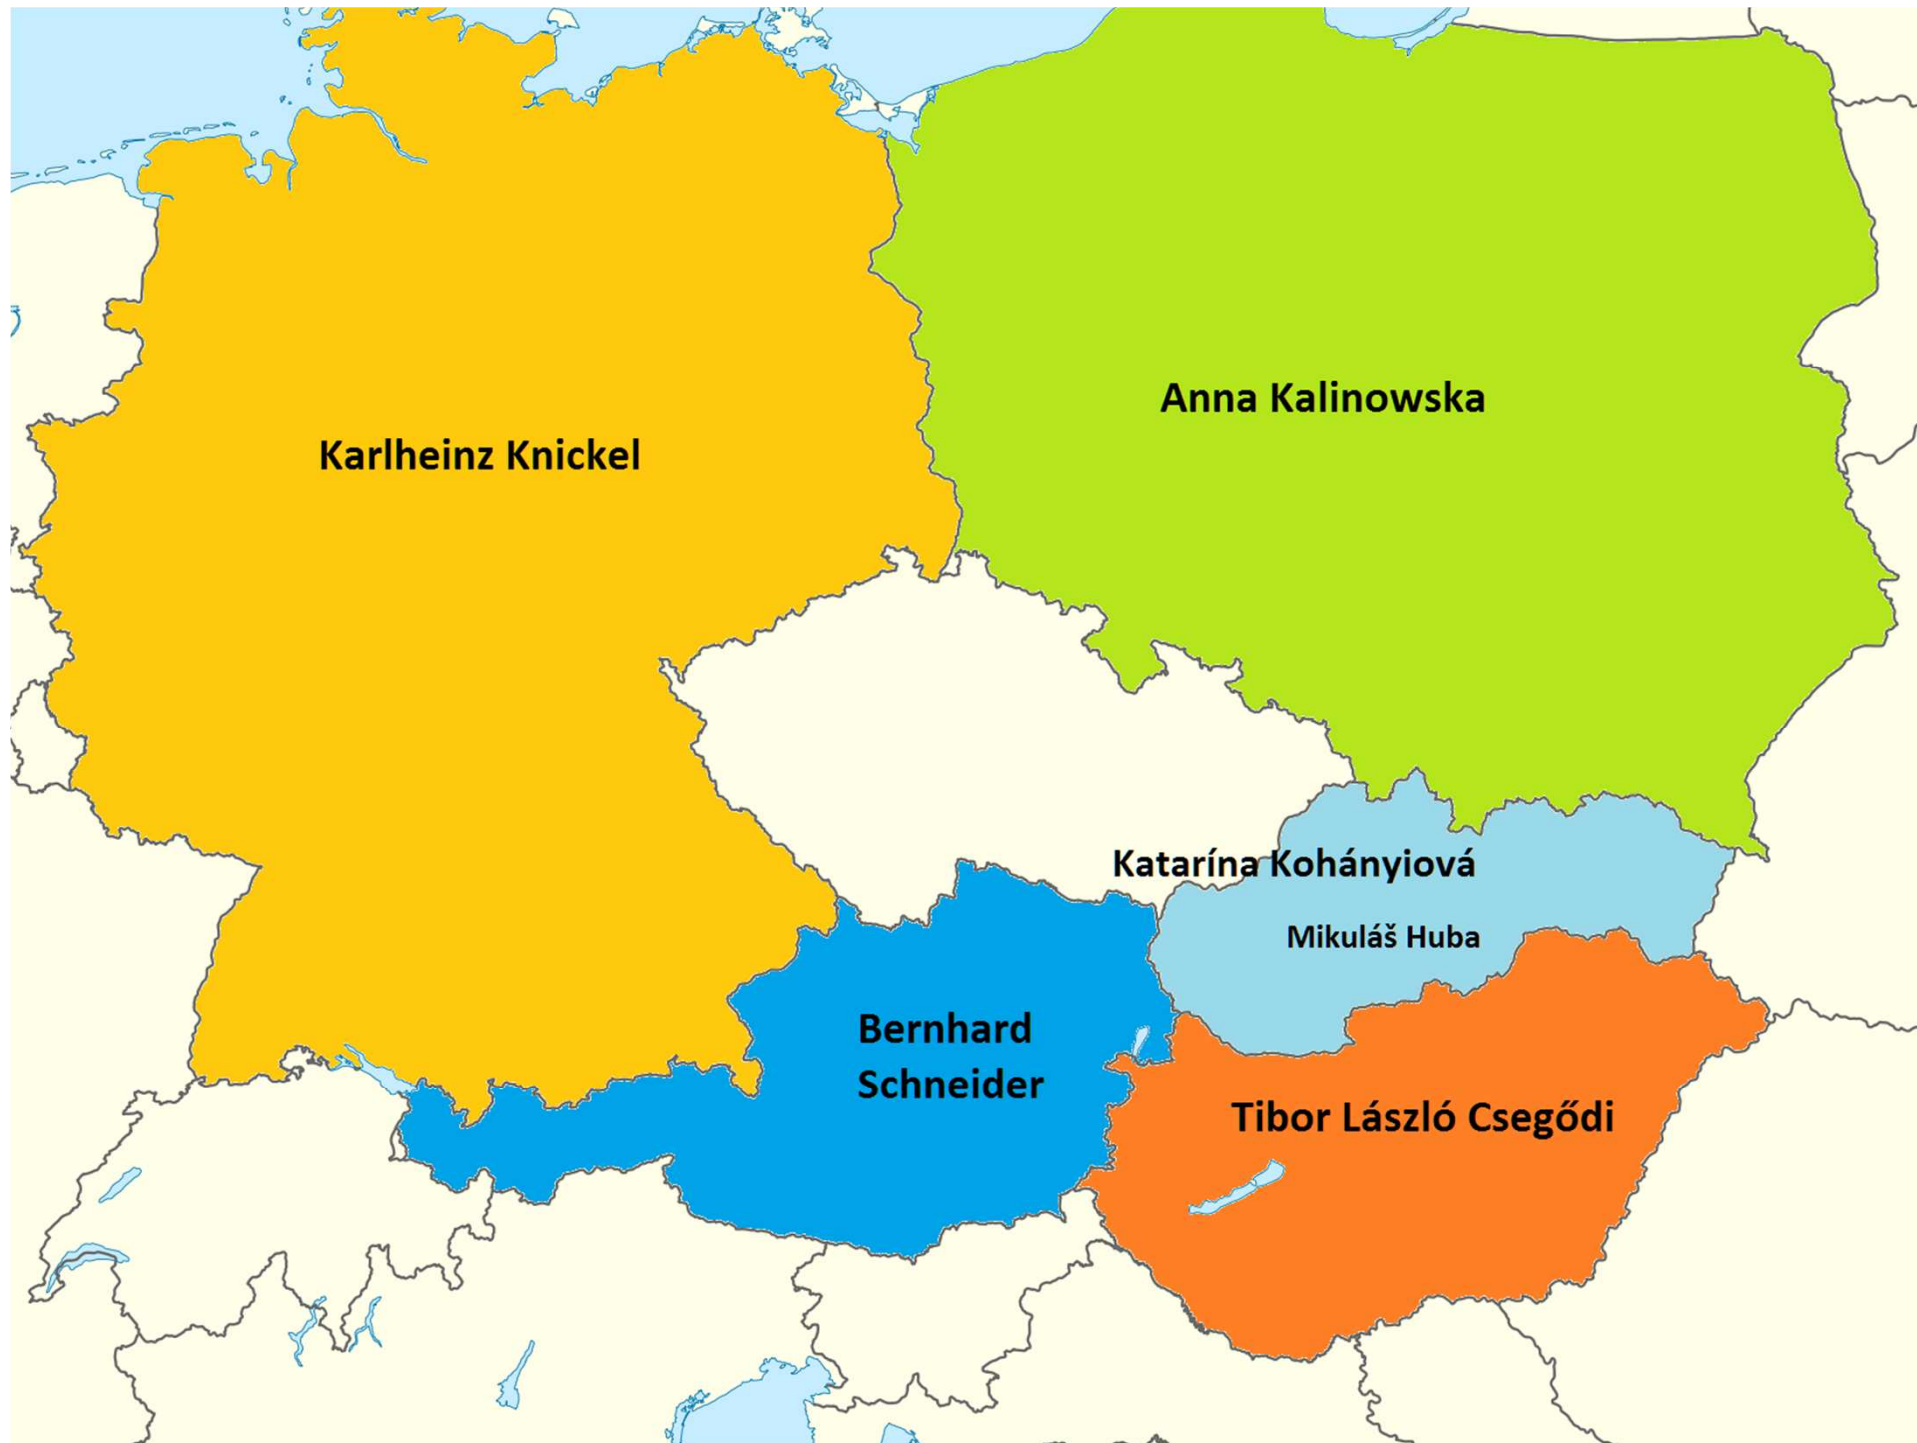 Anna Kalinowska
Karlheinz Knickel
Katarína Kohányiová
Mikuláš Huba
Bernhard
Schneider
Tibor László Csegődi